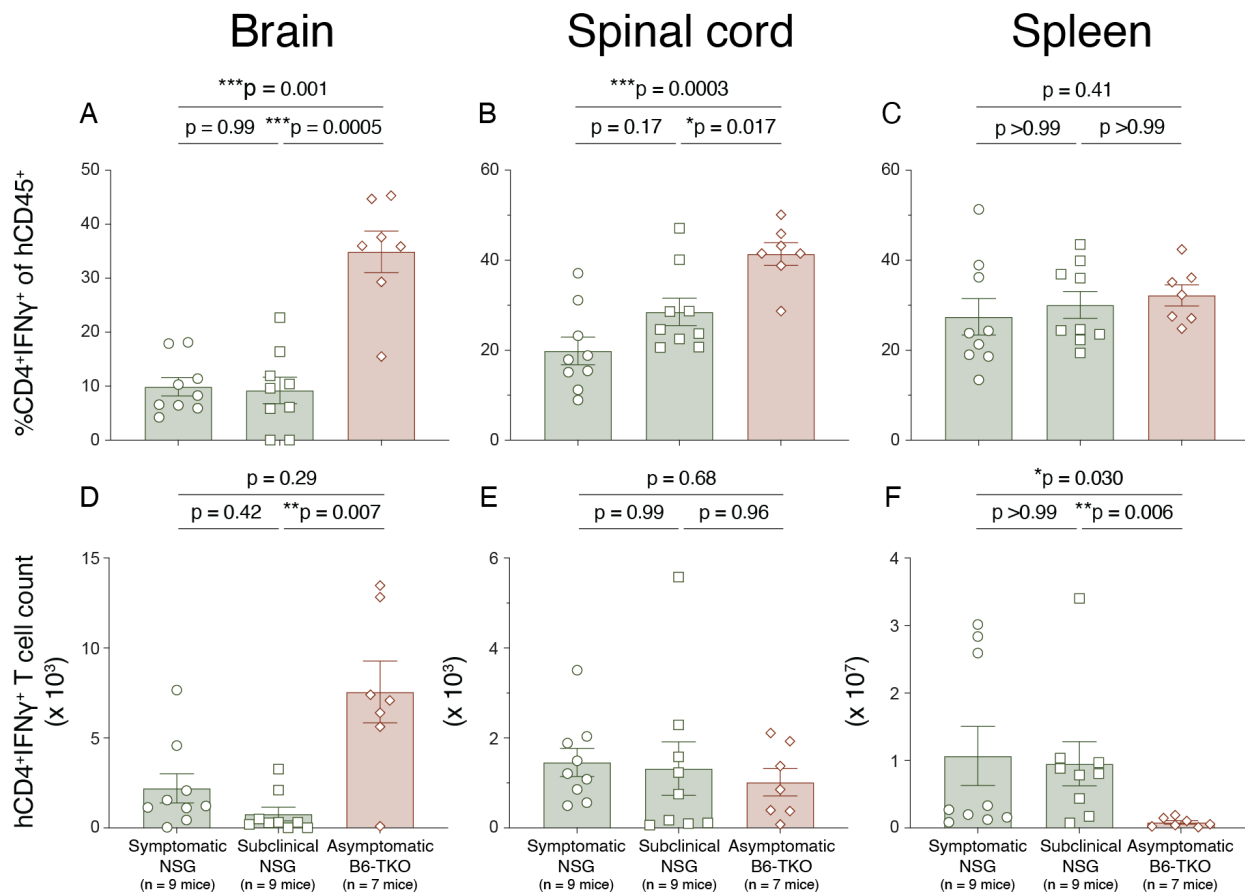 Brain
Spinal cord
Spleen
A
***p = 0.001
p = 0.99
***p = 0.0005
B
***p = 0.0003
p = 0.17
*p = 0.017
C
p = 0.41
p >0.99
p >0.99
%CD4⁺IFNγ⁺ of hCD45⁺
50
40
30
20
10
0
60
40
20
0
60
40
20
0
D
p = 0.29
p = 0.42
**p = 0.007
E
p = 0.68
p = 0.99
p = 0.96
F
*p = 0.030
p >0.99
**p = 0.006
hCD4⁺IFNγ⁺ T cell count
(x 10³)
15
10
5
0
(x 10³)
6
4
2
0
(x 10⁷)
4
3
2
1
0
Symptomatic
NSG
(n = 9 mice)
Subclinical
NSG
(n = 9 mice)
Asymptomatic
B6-TKO
(n = 7 mice)
Symptomatic
NSG
(n = 9 mice)
Subclinical
NSG
(n = 9 mice)
Asymptomatic
B6-TKO
(n = 7 mice)
Symptomatic
NSG
(n = 9 mice)
Subclinical
NSG
(n = 9 mice)
Asymptomatic
B6-TKO
(n = 7 mice)